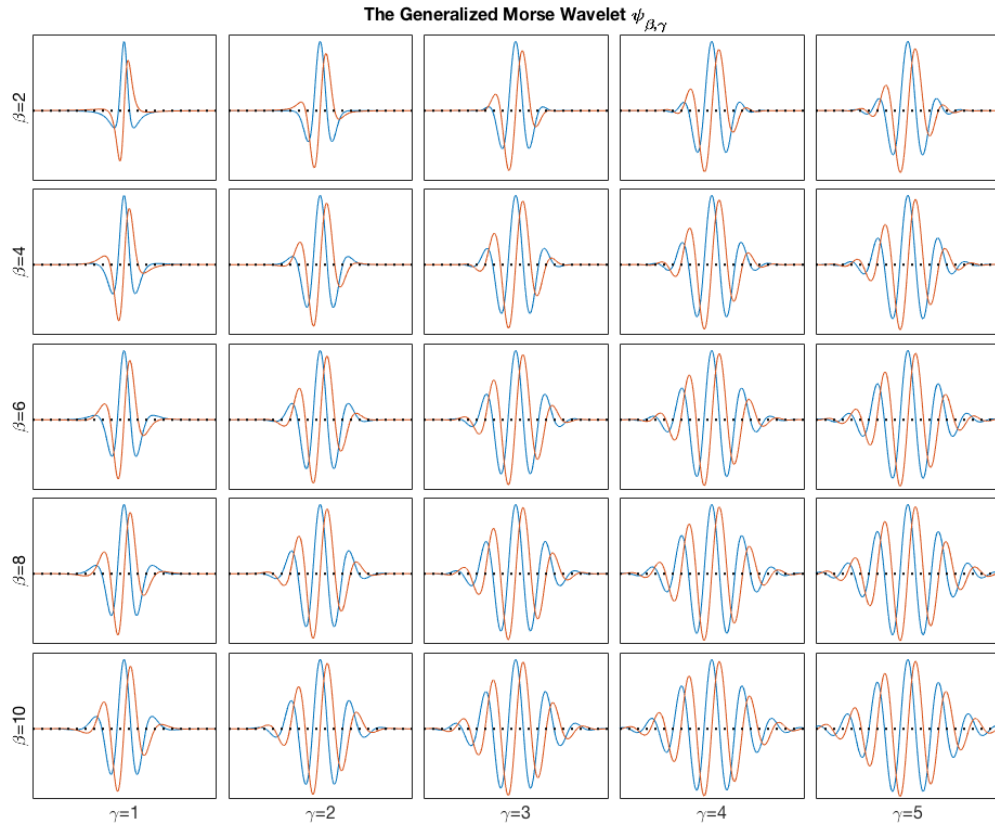 The Generalized Morse Wavelet ψβ,γ
β=2
β=4
β=6
β=8
β=10
γ=1 γ=2 γ=3 γ=4 γ=5